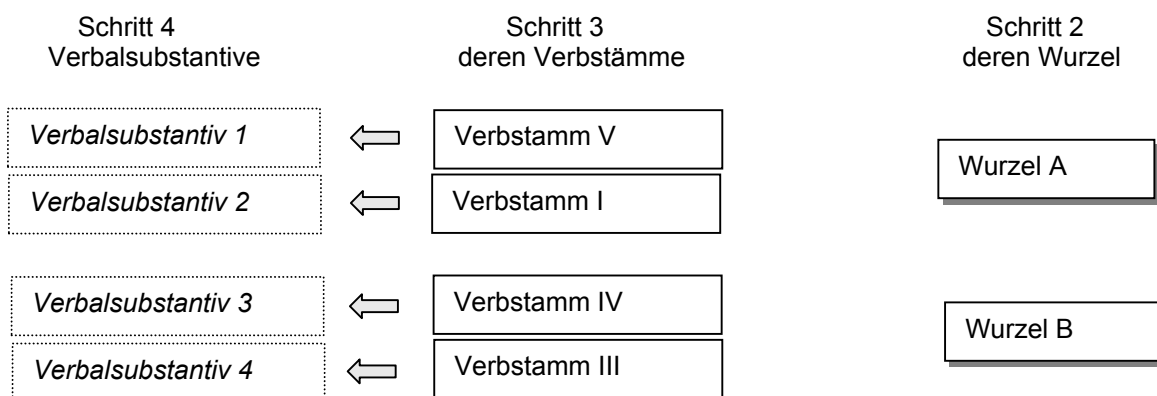 Schritt 4
Verbalsubstantive
Schritt 3
deren Verbstämme
Schritt 2
deren Wurzel
Verbalsubstantiv 1
Verbstamm V
Wurzel A
Verbalsubstantiv 2
Verbstamm I
Verbalsubstantiv 3
Verbstamm IV
Wurzel B
Verbalsubstantiv 4
Verbstamm III